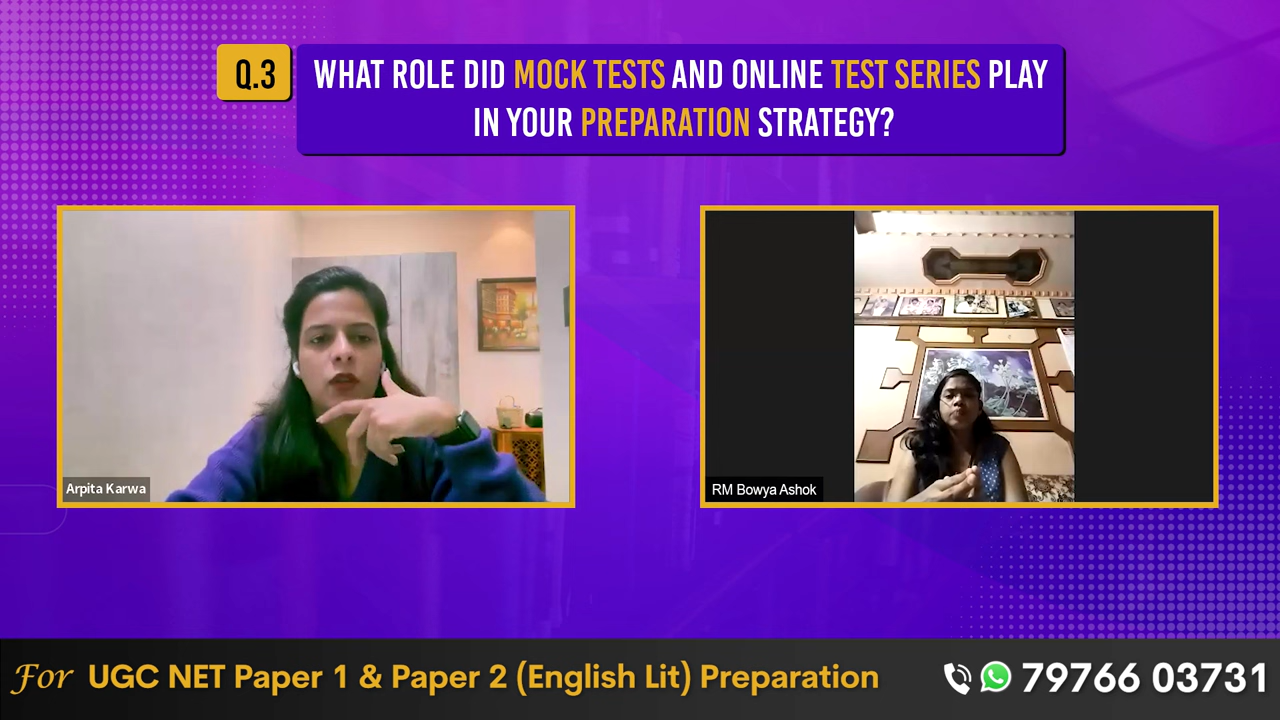 Q.3
WHAT ROLE DID MOCK TESTS AND ONLINE TEST SERIES PLAY
IN YOUR PREPARATION STRATEGY?
Arpita Karwa
RM Bowya Ashok
For UGC NET Paper 1 & Paper 2 (English Lit) Preparation
79766 03731